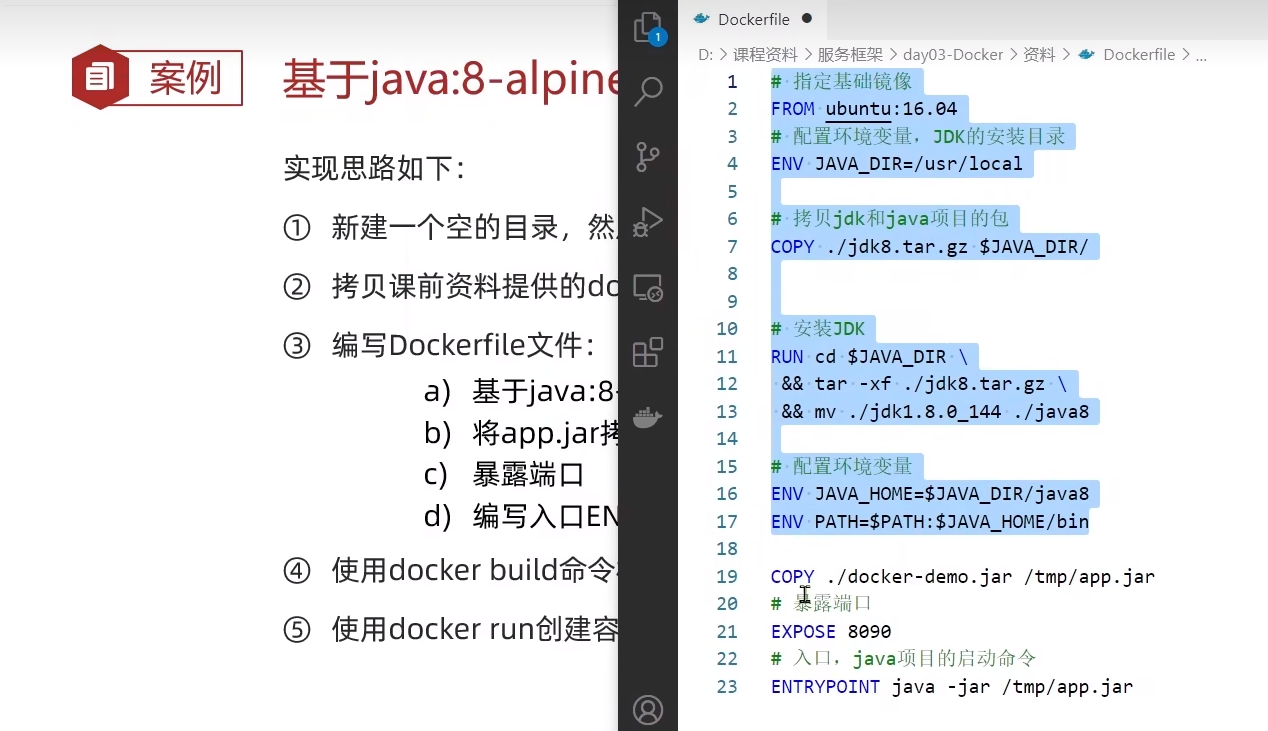 案例
基于java:8-alpine
实现思路如下：
① 新建一个空的目录，然
② 拷贝课前资料提供的do
③ 编写Dockerfile文件：
a) 基于java:8-
b) 将app.jar拷
c) 暴露端口
d) 编写入口EN
④ 使用docker build命令
⑤ 使用docker run创建容
1
Dockerfile ●
D: > 课程资料 > 服务框架 > day03-Docker > 资料 > Dockerfile > ...
1 # 指定基础镜像
2 FROM ubuntu:16.04
3 # 配置环境变量，JDK的安装目录
4 ENV JAVA_DIR=/usr/local
5
6 # 拷贝jdk和java项目的包
7 COPY ./jdk8.tar.gz $JAVA_DIR/
8
9
10 # 安装JDK
11 RUN cd $JAVA_DIR \
12 && tar -xf ./jdk8.tar.gz \
13 && mv ./jdk1.8.0_144 ./java8
14
15 # 配置环境变量
16 ENV JAVA_HOME=$JAVA_DIR/java8
17 ENV PATH=$PATH:$JAVA_HOME/bin
18
19 COPY ./docker-demo.jar /tmp/app.jar
20 # 暴露端口
21 EXPOSE 8090
22 # 入口，java项目的启动命令
23 ENTRYPOINT java -jar /tmp/app.jar